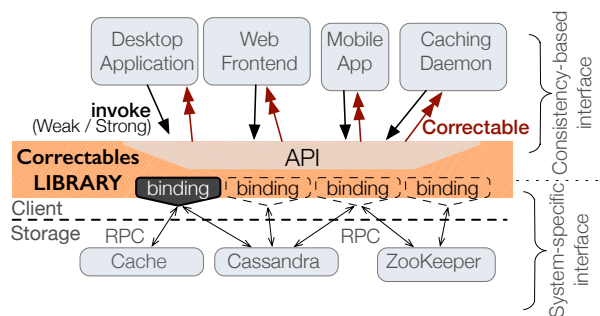 Desktop
Application
Web
Frontend
Mobile
App
Caching
Daemon
invoke
(Weak / Strong)
Correctable
Consistency-based
interface
Correctables
LIBRARY
API
binding
binding
binding
binding
Client
Storage
RPC
RPC
Cache
Cassandra
ZooKeeper
System-specific
interface